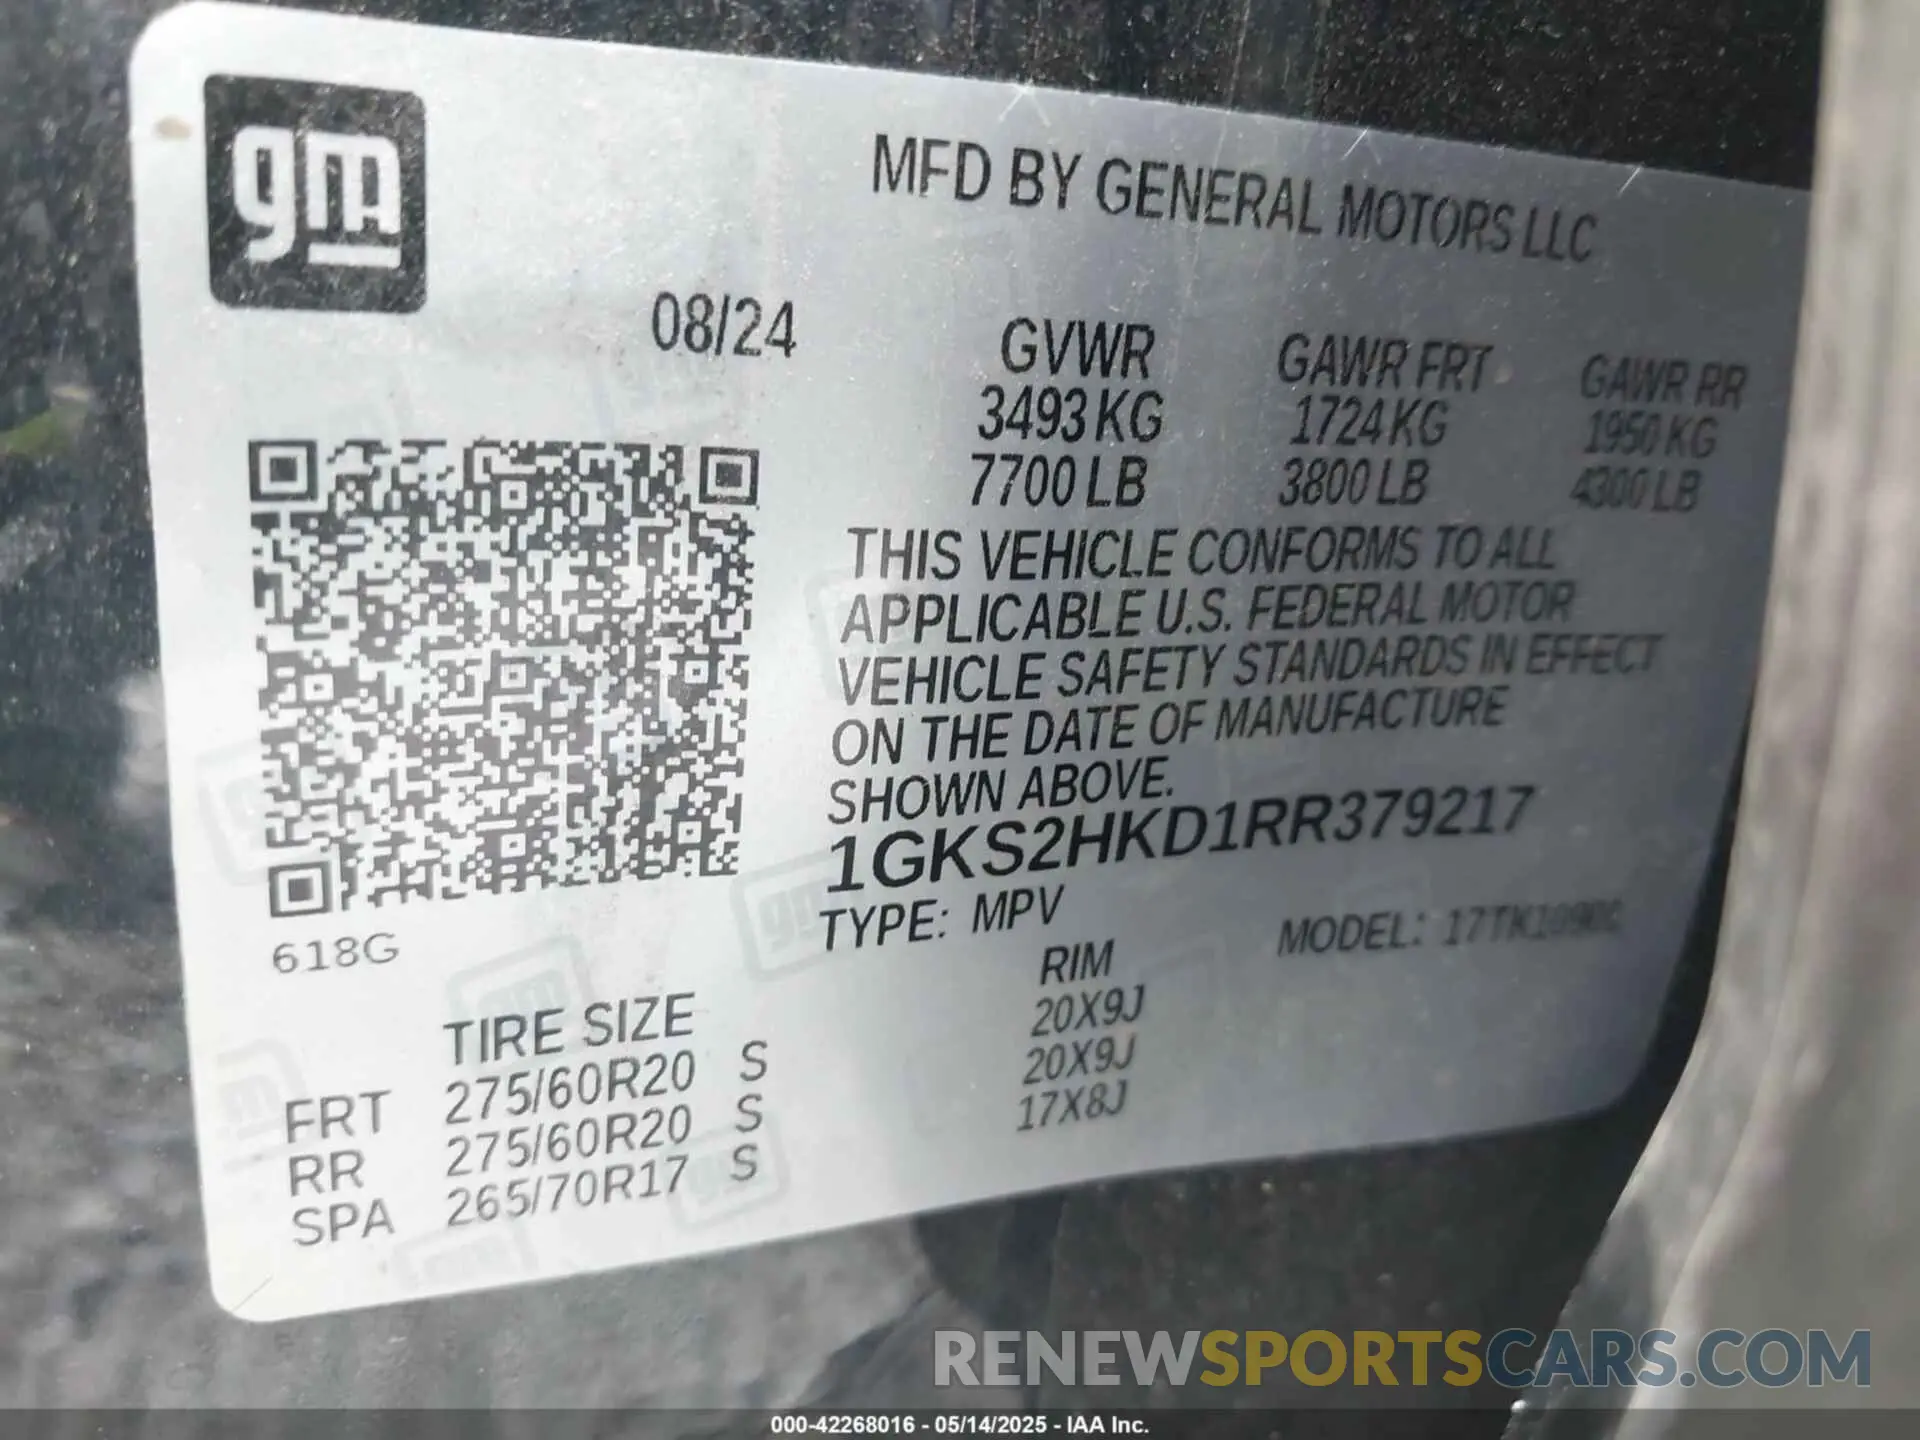 gm
MFD BY GENERAL MOTORS LLC
08/24
GVWR GAWR FRT GAWR RR
3493 KG 1724 KG 1950 KG
7700 LB 3800 LB 4300 LB
THIS VEHICLE CONFORMS TO ALL
APPLICABLE U.S. FEDERAL MOTOR
VEHICLE SAFETY STANDARDS IN EFFECT
ON THE DATE OF MANUFACTURE
SHOWN ABOVE.
1GKS2HKD1RR379217
TYPE: MPV MODEL:
618G
TIRE SIZE RIM
FRT 275/60R20 S 20X9J
RR 275/60R20 S 20X9J
SPA 265/70R17 S 17X8J
RENEWSPORTSCARS.COM
000-42268016 - 05/14/2025 - IAA Inc.